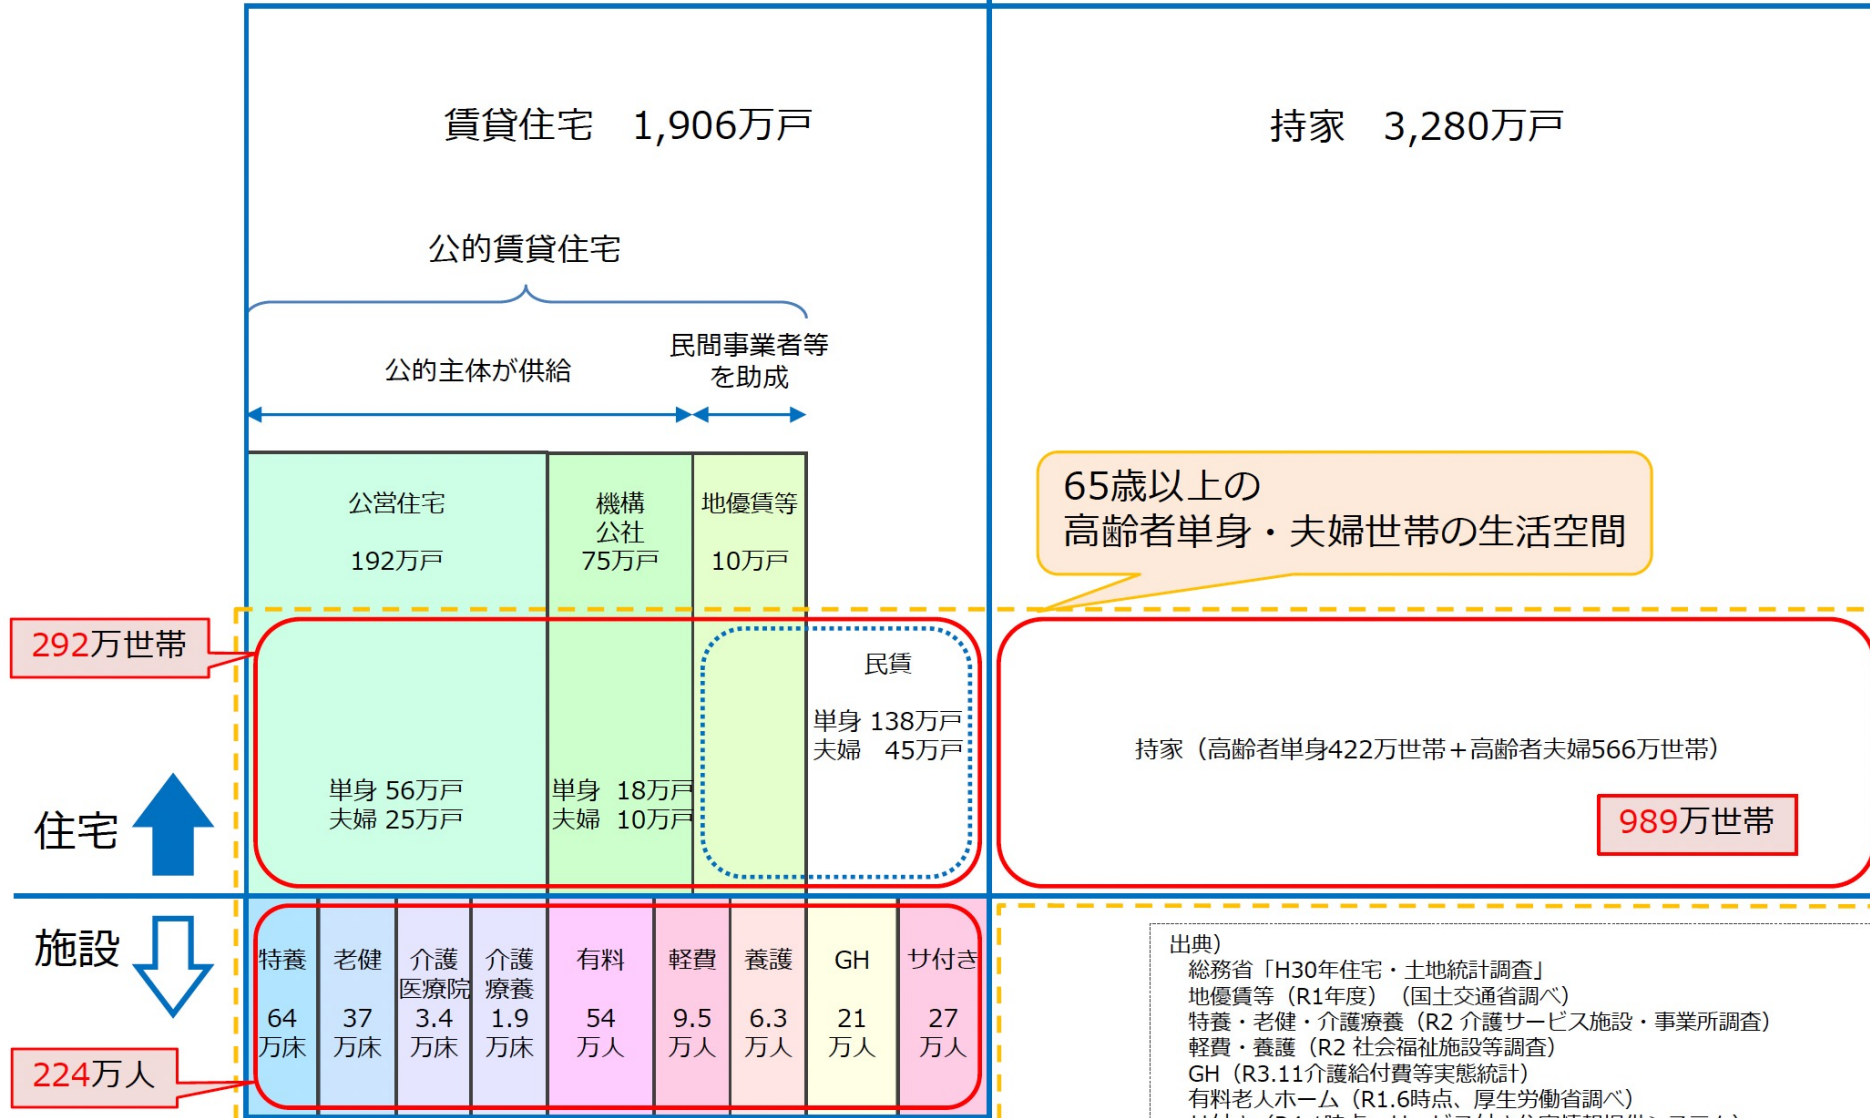 賃貸住宅　1,906万戸
持家　3,280万戸
公的賃貸住宅
公的主体が供給
民間事業者等
を助成
公営住宅
192万戸
機構
公社
75万戸
地優賃等
10万戸
65歳以上の
高齢者単身・夫婦世帯の生活空間
292万世帯
民賃
単身 138万戸
夫婦　45万戸
単身 56万戸
夫婦 25万戸
単身 18万戸
夫婦 10万戸
持家（高齢者単身422万世帯＋高齢者夫婦566万世帯）
989万世帯
住宅
施設
特養
64
万床
老健
37
万床
介護
医療院
3.4
万床
介護
療養
1.9
万床
有料
54
万人
軽費
9.5
万人
養護
6.3
万人
GH
21
万人
サ付き
27
万人
224万人
出典）
総務省「H30年住宅・土地統計調査」
地優賃等（R1年度）（国土交通省調べ）
特養・老健・介護療養（R2 介護サービス施設・事業所調査）
軽費・養護（R2 社会福祉施設等調査）
GH（R3.11介護給付費等実態統計）
有料老人ホーム（R1.6時点、厚生労働省調べ）